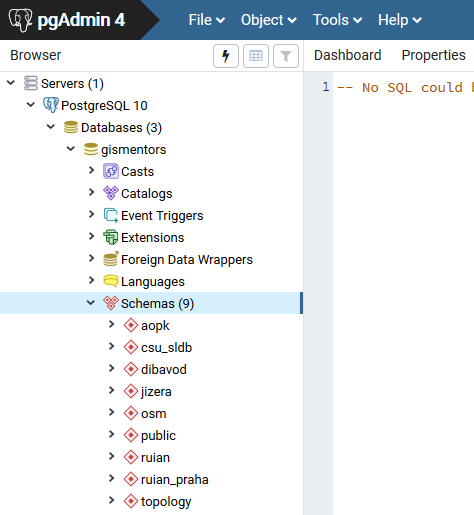 pgAdmin 4 File Object Tools Help
Browser Dashboard Properties
Servers (1) 1 -- No SQL could
PostgreSQL 10
Databases (3)
gismentors
Casts
Catalogs
Event Triggers
Extensions
Foreign Data Wrappers
Languages
Schemas (9)
aopk
csu_sldb
dibavod
jizera
osm
public
ruian
ruian_praha
topology